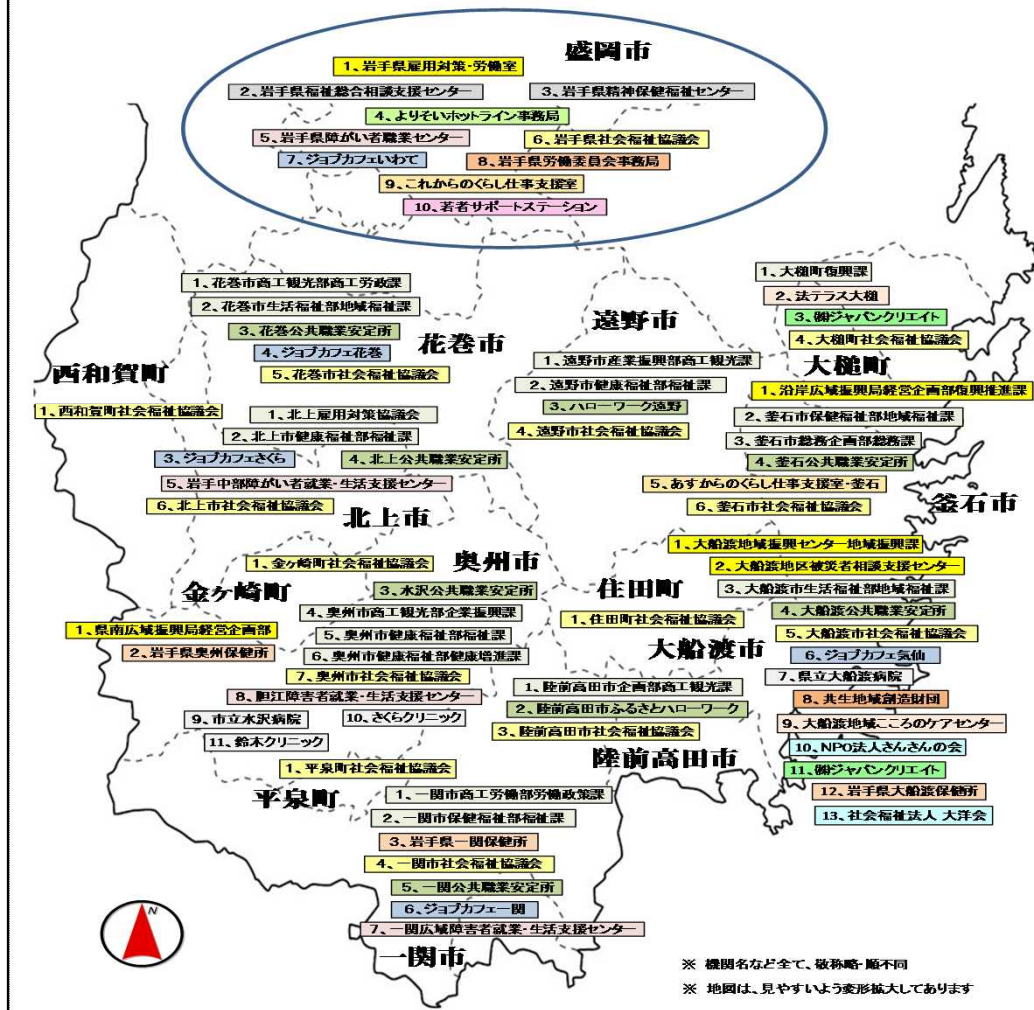 盛岡市
1、岩手県雇用対策・労働室
2、岩手県福祉総合相談支援センター
3、岩手県精神保健福祉センター
4、よりそいホットライン事務局
5、岩手県障がい者職業センター
6、岩手県社会福祉協議会
7、ジョブカフェいわて
8、岩手県労働委員会事務局
9、これからのくらし仕事支援室
10、若者サポートステーション
1、花巻市商工観光部商工労政課
2、花巻市生活福祉部地域福祉課
3、花巻公共職業安定所
4、ジョブカフェ花巻
5、花巻市社会福祉協議会
花巻市
遠野市
1、遠野市産業振興部商工観光課
2、遠野市健康福祉部福祉課
3、ハローワーク遠野
4、遠野市社会福祉協議会
1、大槌町復興課
2、法テラス大槌
3、㈱ジャパンクリエイト
4、大槌町社会福祉協議会
大槌町
西和賀町
1、西和賀町社会福祉協議会
1、北上雇用対策協議会
2、北上市健康福祉部福祉課
3、ジョブカフェさくら
4、北上公共職業安定所
5、岩手中部障がい者就業・生活支援センター
6、北上市社会福祉協議会
北上市
1、沿岸広域振興局経営企画部復興推進課
2、釜石市保健福祉部地域福祉課
3、釜石市総務企画部総務課
4、釜石公共職業安定所
5、あすからのくらし仕事支援室・釜石
6、釜石市社会福祉協議会
釜石市
1、金ヶ崎町社会福祉協議会
金ヶ崎町
奥州市
1、県南広域振興局経営企画部
2、岩手県奥州保健所
3、水沢公共職業安定所
4、奥州市商工観光部企業振興課
5、奥州市健康福祉部福祉課
6、奥州市健康福祉部健康増進課
7、奥州市社会福祉協議会
8、胆江障害者就業・生活支援センター
9、市立水沢病院
10、さくらクリニック
11、鈴木クリニック
住田町
1、住田町社会福祉協議会
大船渡市
1、大船渡地域振興センター地域振興課
2、大船渡地区被災者相談支援センター
3、大船渡市生活福祉部地域福祉課
4、大船渡公共職業安定所
5、大船渡市社会福祉協議会
6、ジョブカフェ気仙
7、県立大船渡病院
8、共生地域創造財団
9、大船渡地域こころのケアセンター
10、NPO法人さんさんの会
11、㈱ジャパンクリエイト
12、岩手県大船渡保健所
13、社会福祉法人 大洋会
1、陸前高田市企画部商工観光課
2、陸前高田市ふるさとハローワーク
3、陸前高田市社会福祉協議会
陸前高田市
1、平泉町社会福祉協議会
平泉町
1、一関市商工労働部労働政策課
2、一関市保健福祉部福祉課
3、岩手県一関保健所
4、一関市社会福祉協議会
5、一関公共職業安定所
6、ジョブカフェ一関
7、一関広域障害者就業・生活支援センター
一関市
N
※ 機関名など全て、敬称略・順不同
※ 地図は、見やすいよう変形拡大してあります